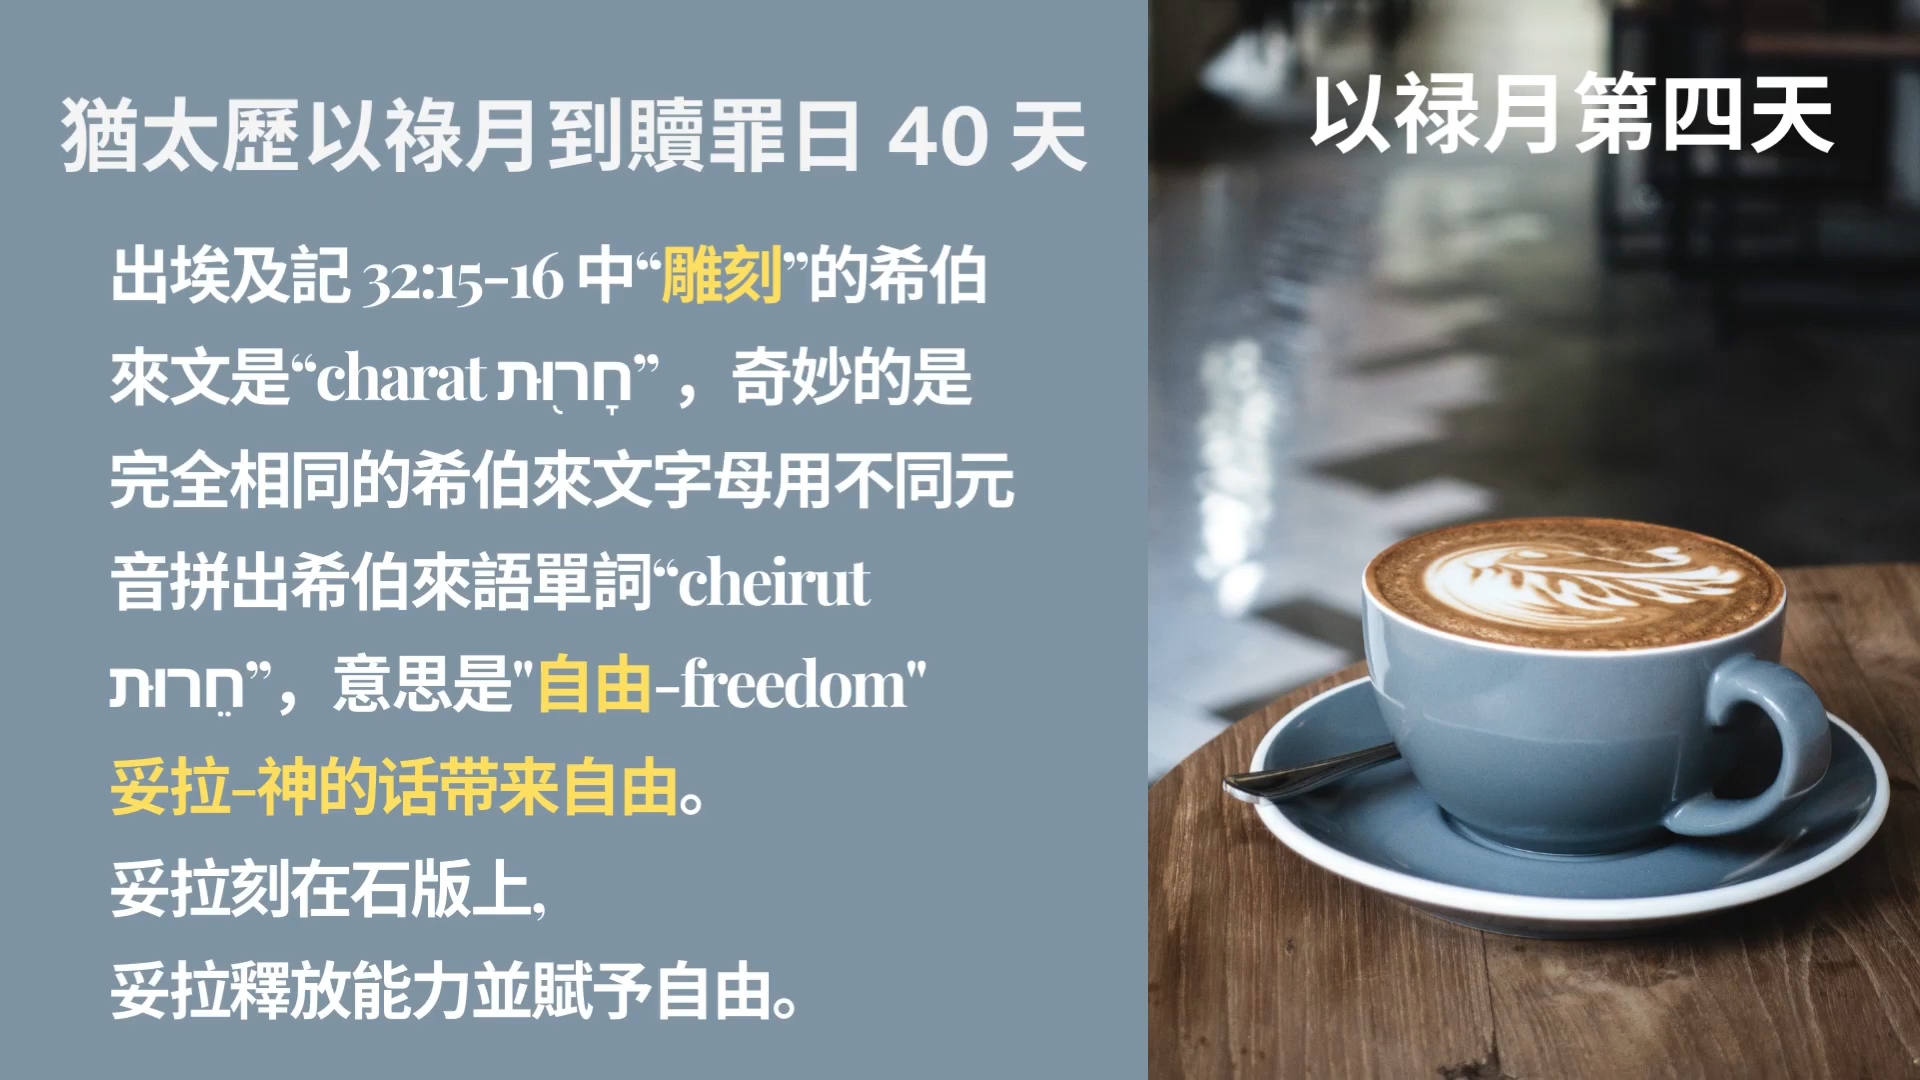 猶太歷以祿月到贖罪日 40 天
出埃及記 32:15-16 中“雕刻”的希伯
來文是“charat חָר֖וּת” ，奇妙的是
完全相同的希伯來文字母用不同元
音拼出希伯來語單詞“cheirut
חֵרוּת”，意思是"自由-freedom"
妥拉-神的话带来自由。
妥拉刻在石版上,
妥拉釋放能力並賦予自由。
以禄月第四天